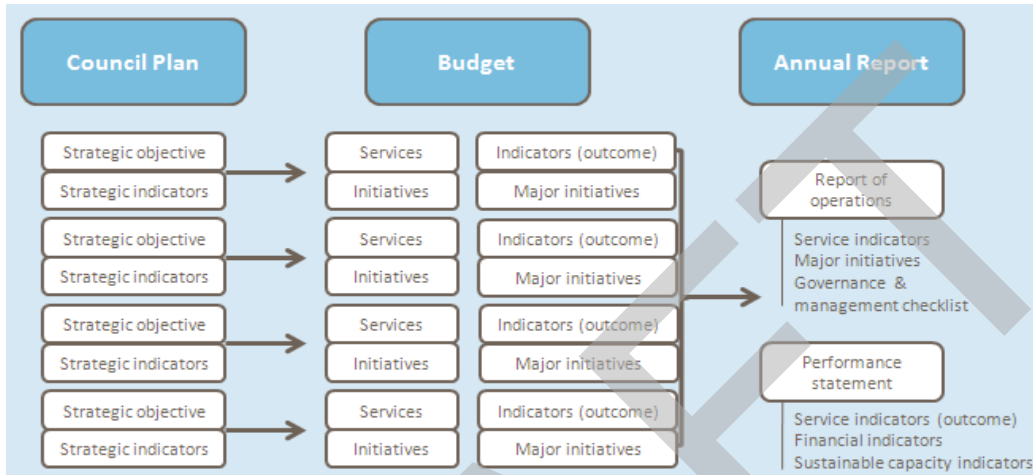 Council Plan
Budget
Annual Report
Strategic objective
Strategic indicators
Services
Initiatives
Indicators (outcome)
Major initiatives
Strategic objective
Strategic indicators
Services
Initiatives
Indicators (outcome)
Major initiatives
Strategic objective
Strategic indicators
Services
Initiatives
Indicators (outcome)
Major initiatives
Strategic objective
Strategic indicators
Services
Initiatives
Indicators (outcome)
Major initiatives
Report of
operations
Service indicators
Major initiatives
Governance &
management checklist
Performance
statement
Service indicators (outcome)
Financial indicators
Sustainable capacity indicators